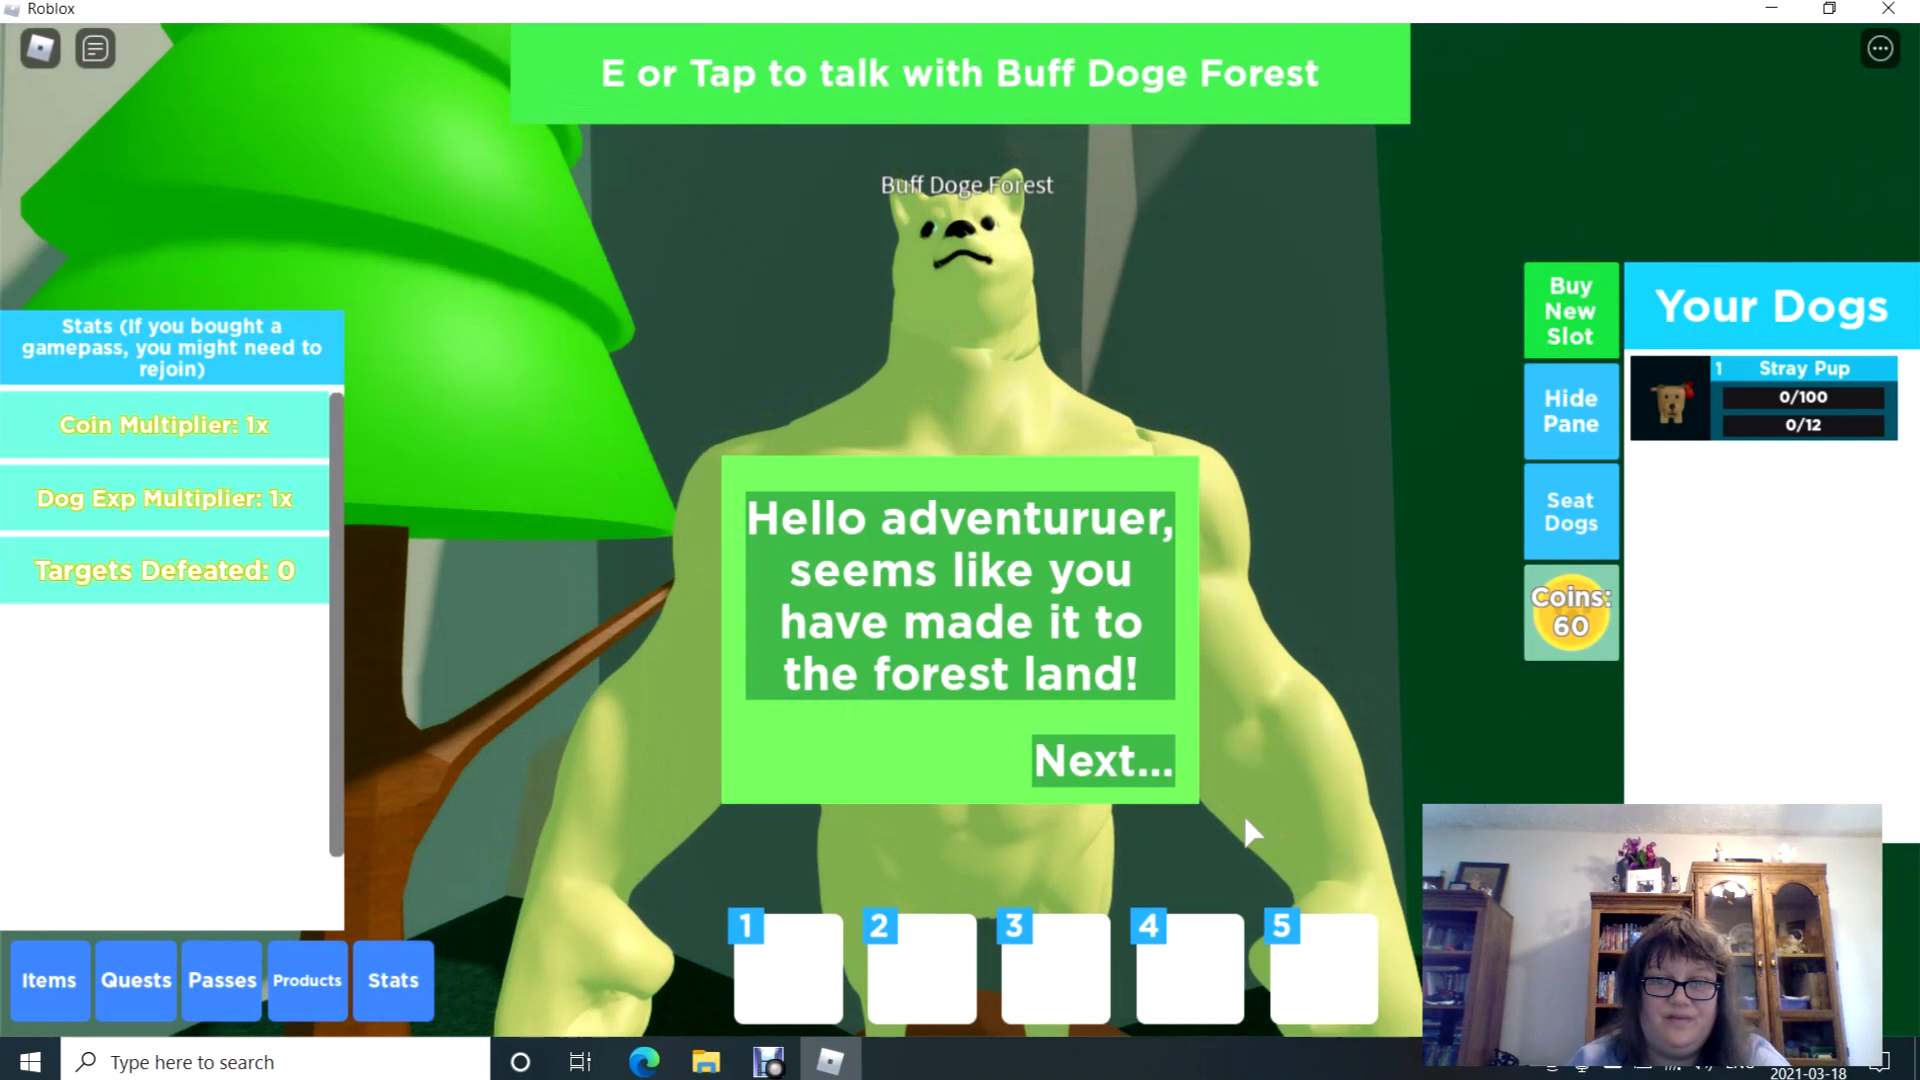 Roblox
E or Tap to talk with Buff Doge Forest
Buff Doge Forest
Stats (If you bought a
gamepass, you might need to
rejoin)
Coin Multiplier: 1x
Dog Exp Multiplier: 1x
Targets Defeated: 0
Hello adventuruer,
seems like you
have made it to
the forest land!
Next...
Buy
New
Slot
Hide
Pane
Seat
Dogs
Coins:
60
Your Dogs
1 Stray Pup
0/100
0/12
1 2 3 4 5
Items Quests Passes Products Stats
Type here to search
2021-03-18